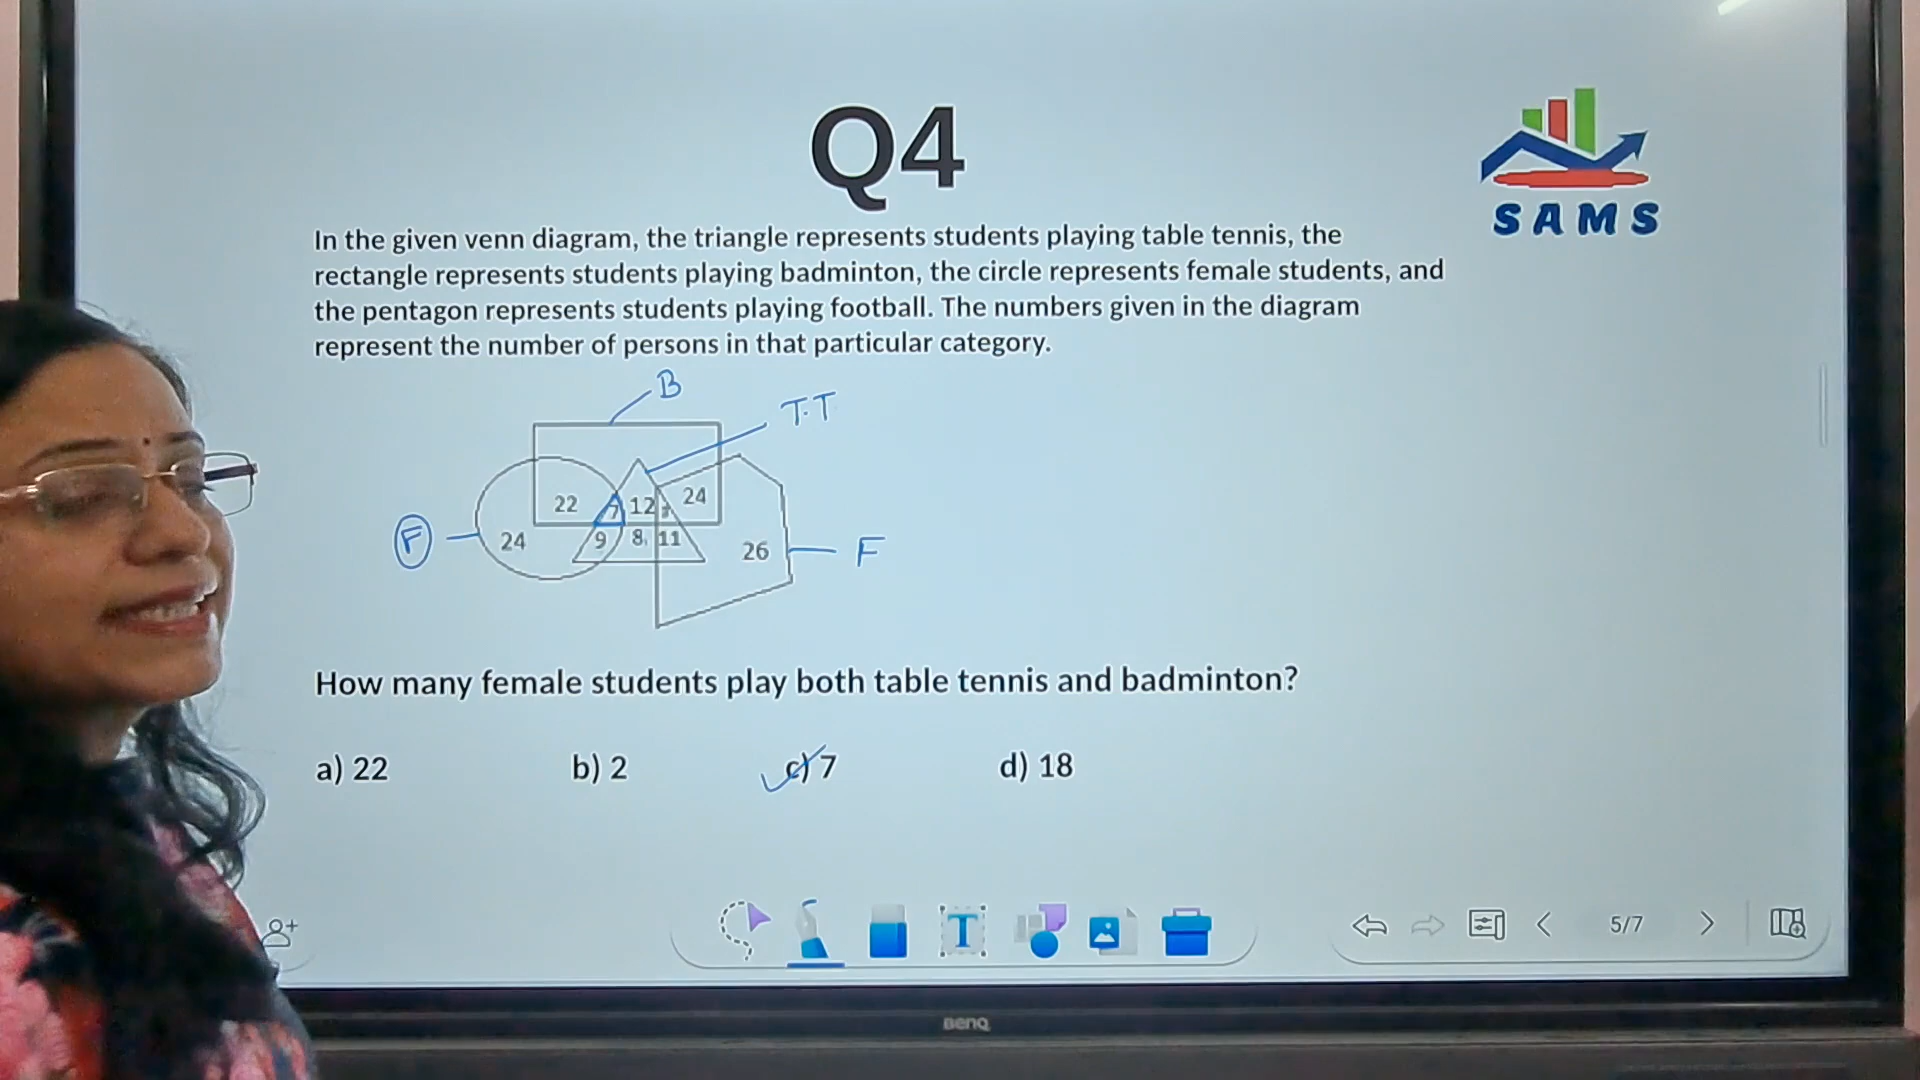 Q4
SAMS
In the given venn diagram, the triangle represents students playing table tennis, the
rectangle represents students playing badminton, the circle represents female students, and
the pentagon represents students playing football. The numbers given in the diagram
represent the number of persons in that particular category.
B
T.T
22 7 12 24
F 24 9 8 11 26 F
How many female students play both table tennis and badminton?
a) 22 b) 2 c) 7 d) 18
T
5/7
BenQ